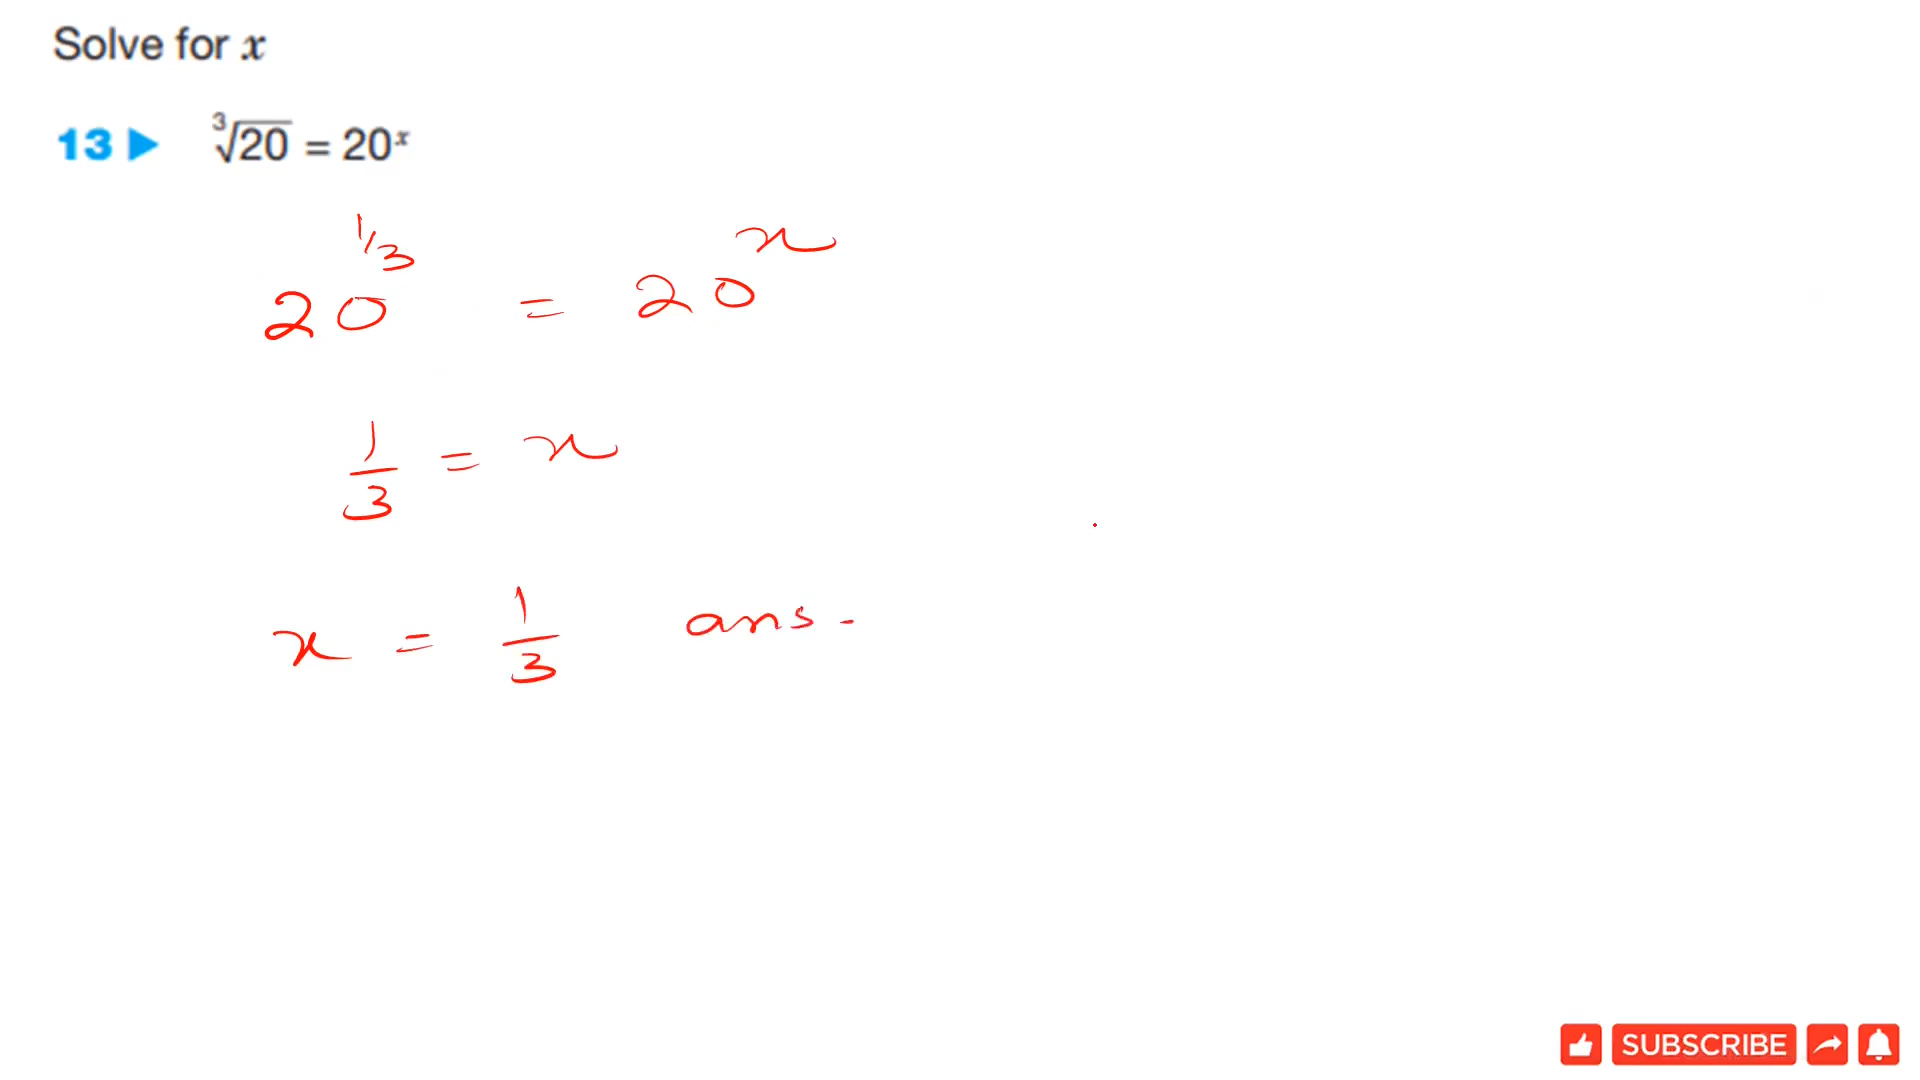 Solve for x
13 ▶ ∛20 = 20ˣ
20^1/3 = 20^x
1/3 = x
x = 1/3 ans.
SUBSCRIBE